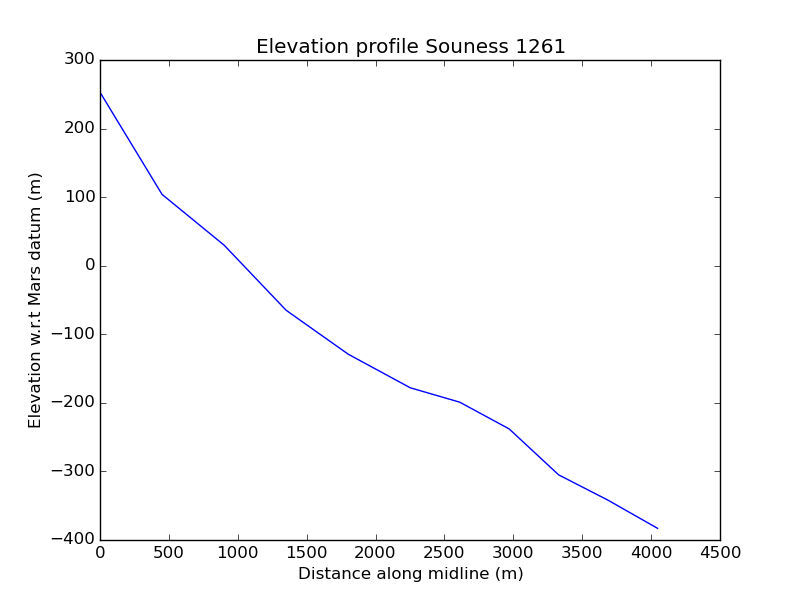 Elevation profile Souness 1261
300
200
100
0
−100
−200
−300
−400
Elevation w.r.t Mars datum (m)
0 500 1000 1500 2000 2500 3000 3500 4000 4500
Distance along midline (m)